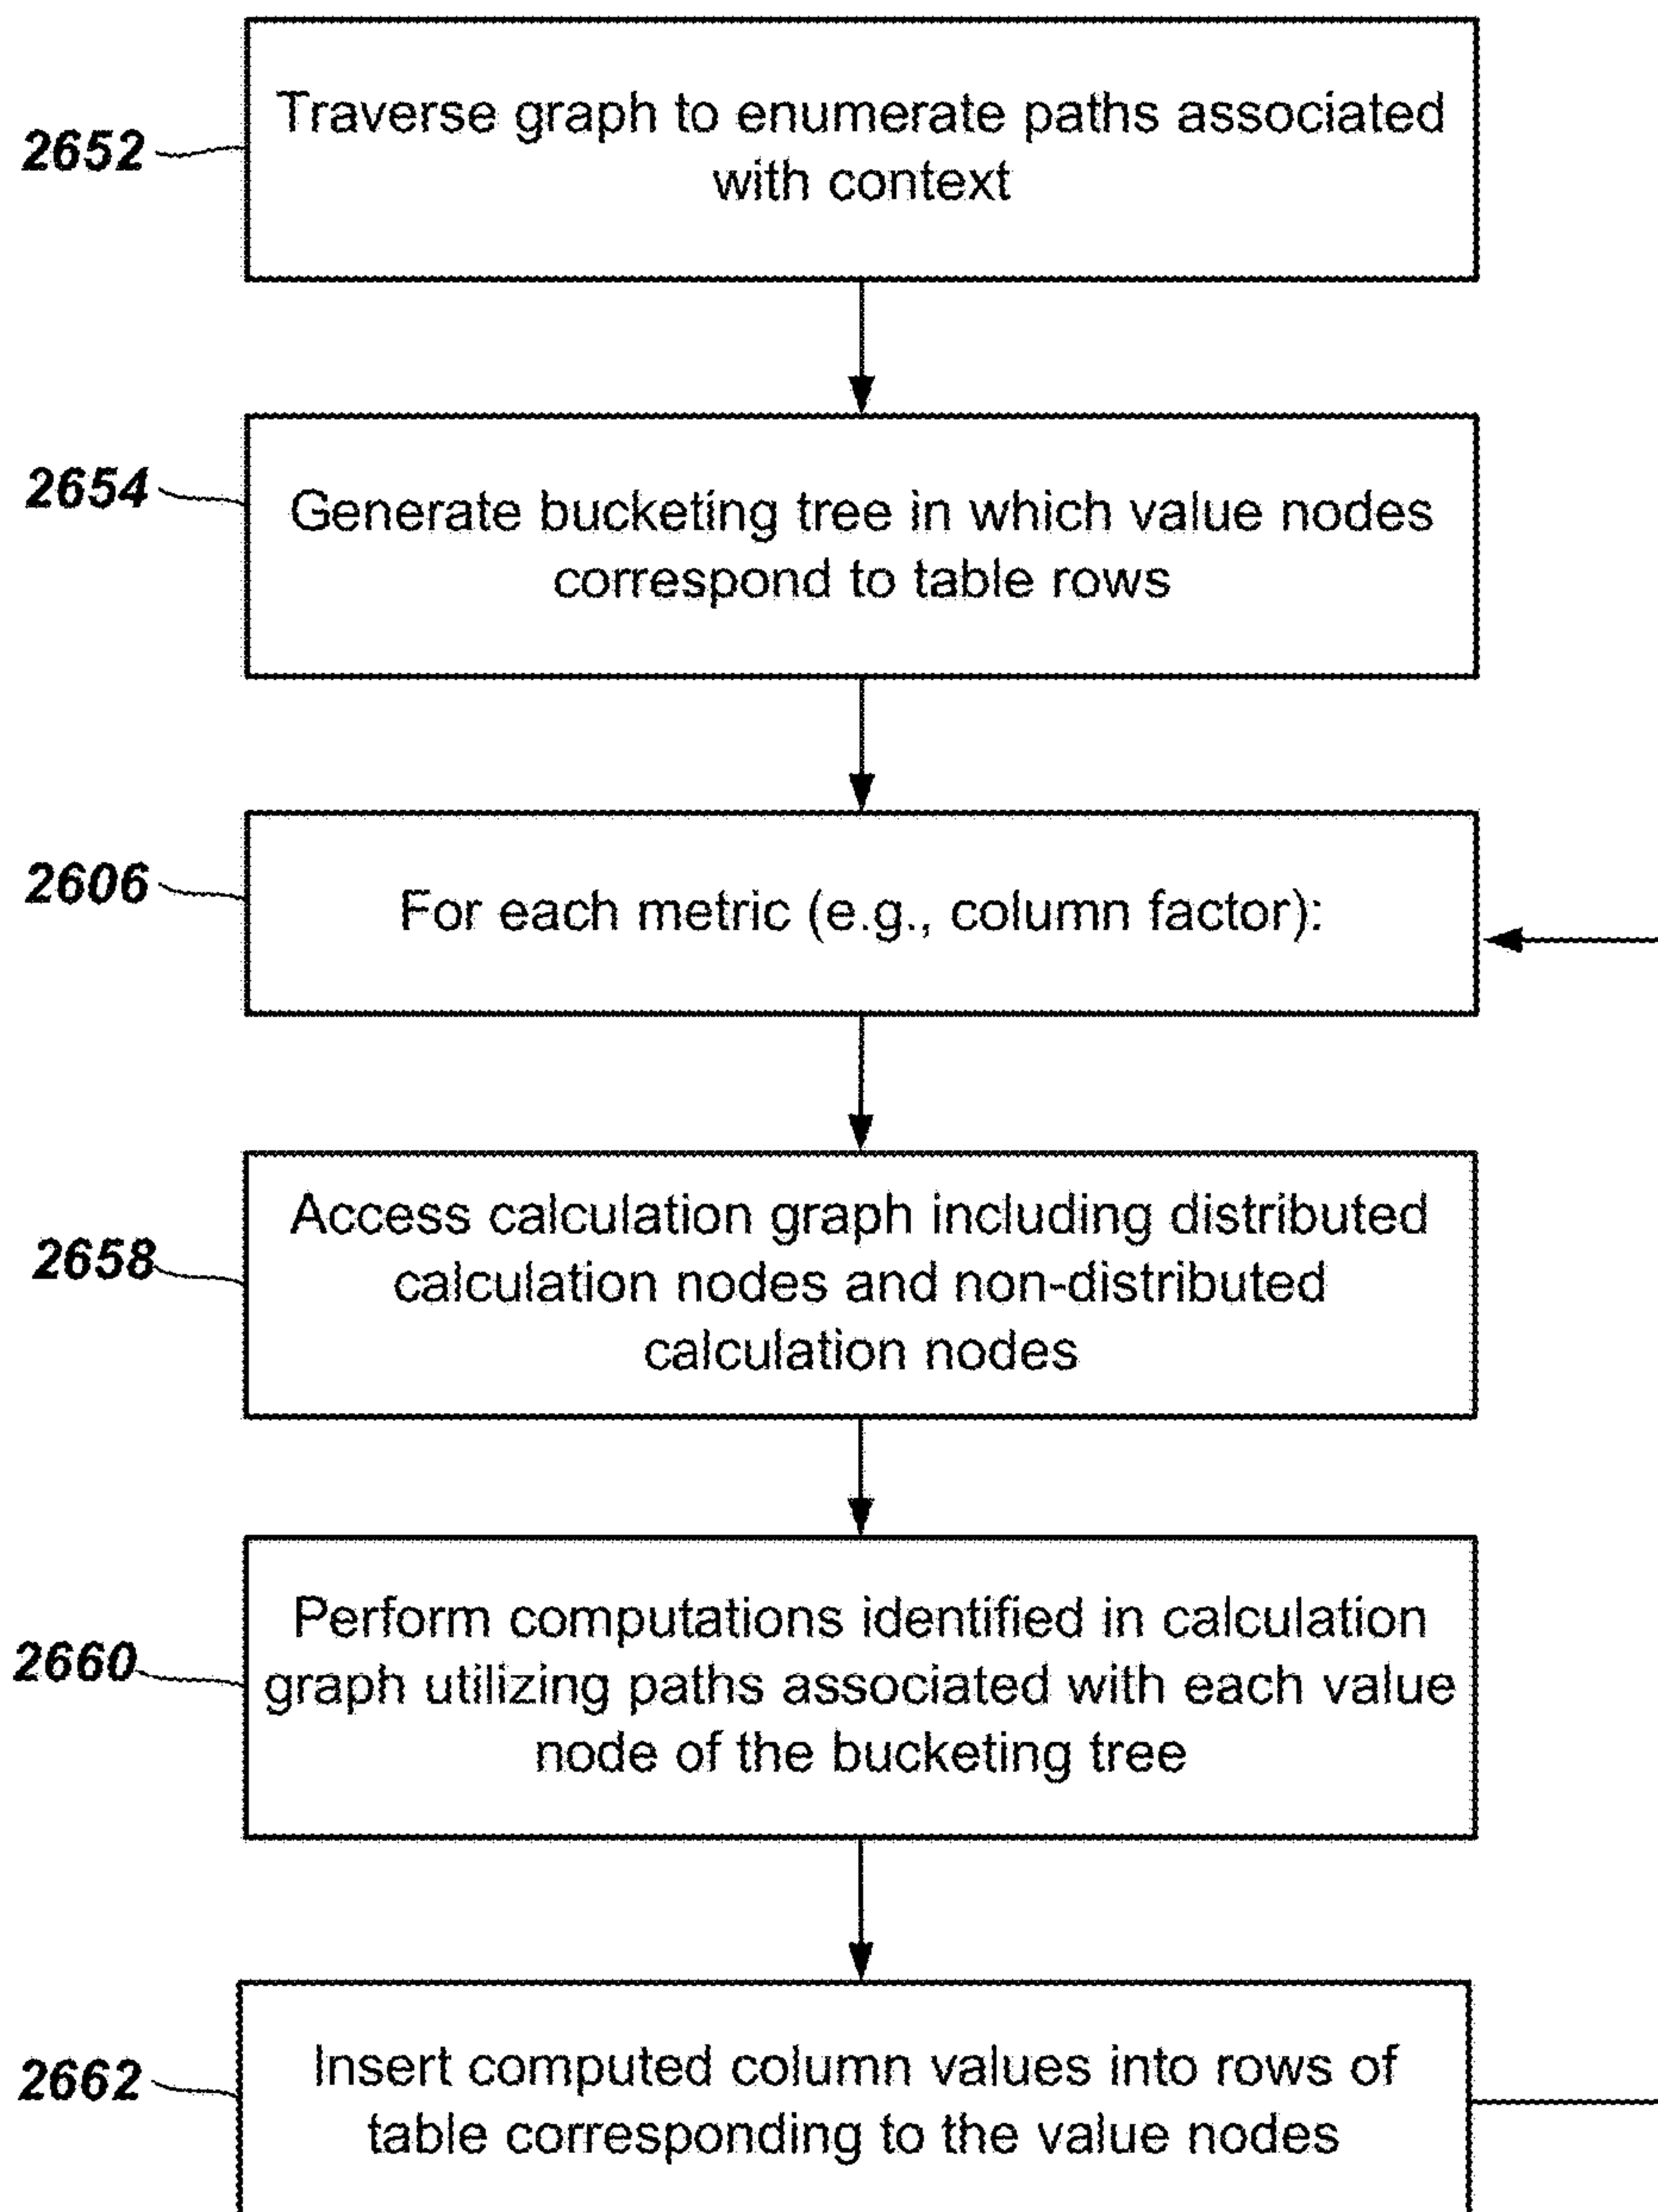 2652
Traverse graph to enumerate paths associated
with context
2654
Generate bucketing tree in which value nodes
correspond to table rows
2606
For each metric (e.g., column factor):
2658
Access calculation graph including distributed
calculation nodes and non-distributed
calculation nodes
2660
Perform computations identified in calculation
graph utilizing paths associated with each value
node of the bucketing tree
2662
Insert computed column values into rows of
table corresponding to the value nodes